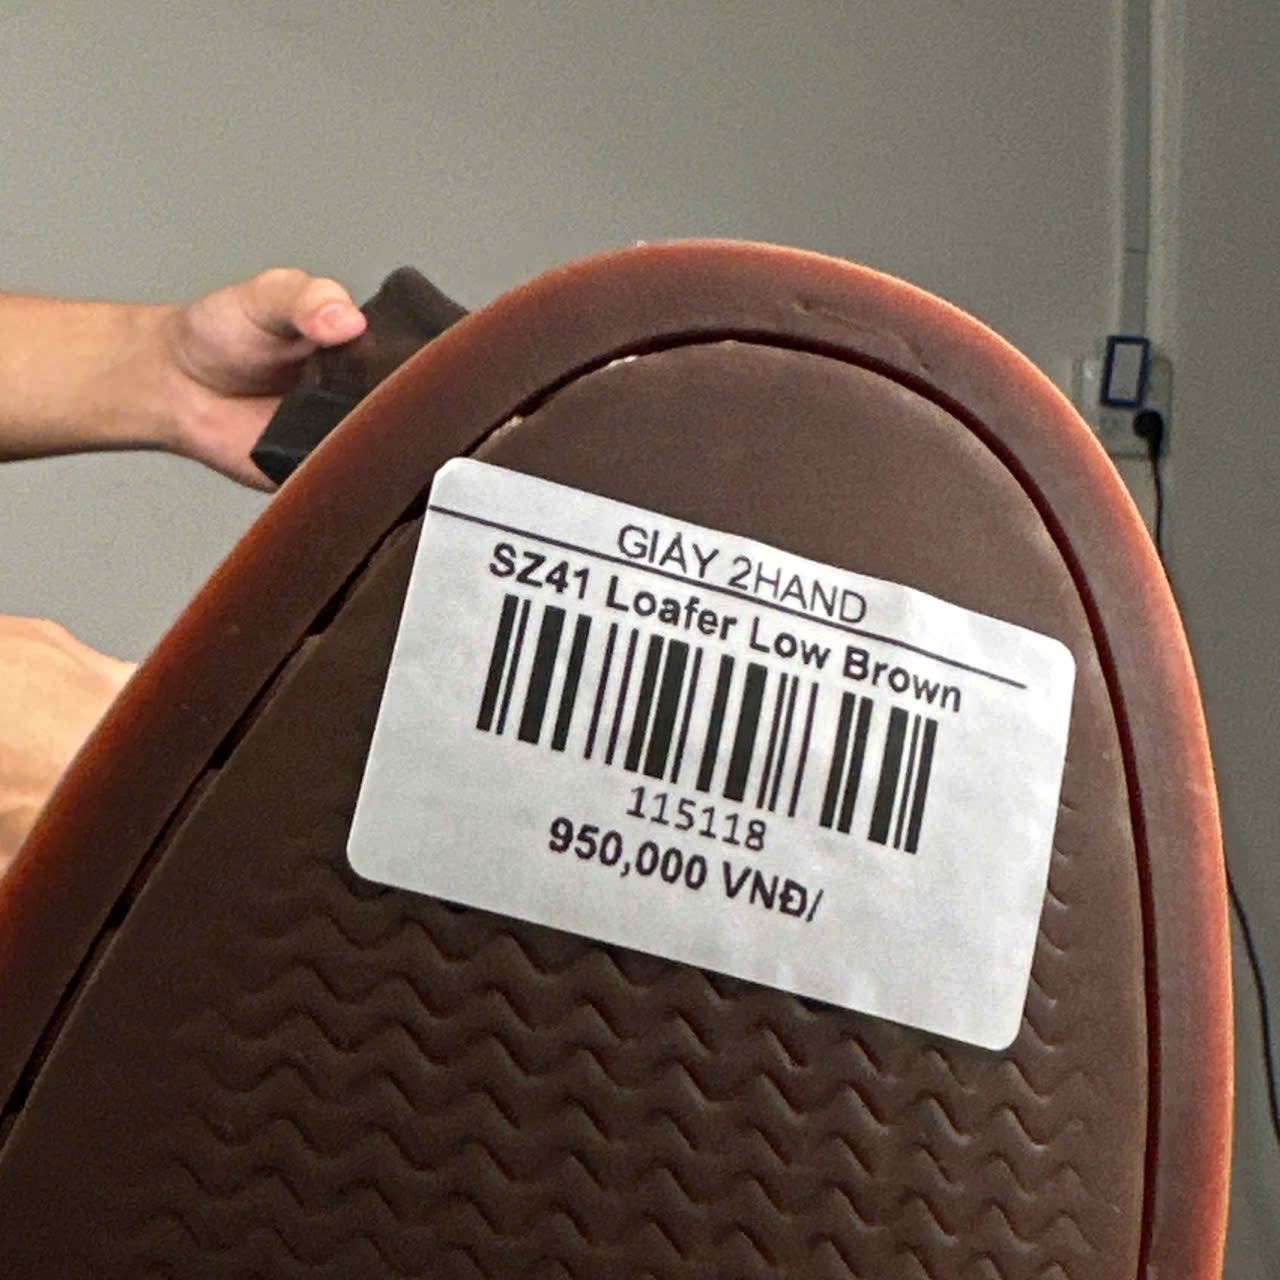 GIÀY 2HAND
SZ41 Loafer Low Brown
115118
950,000 VNĐ/